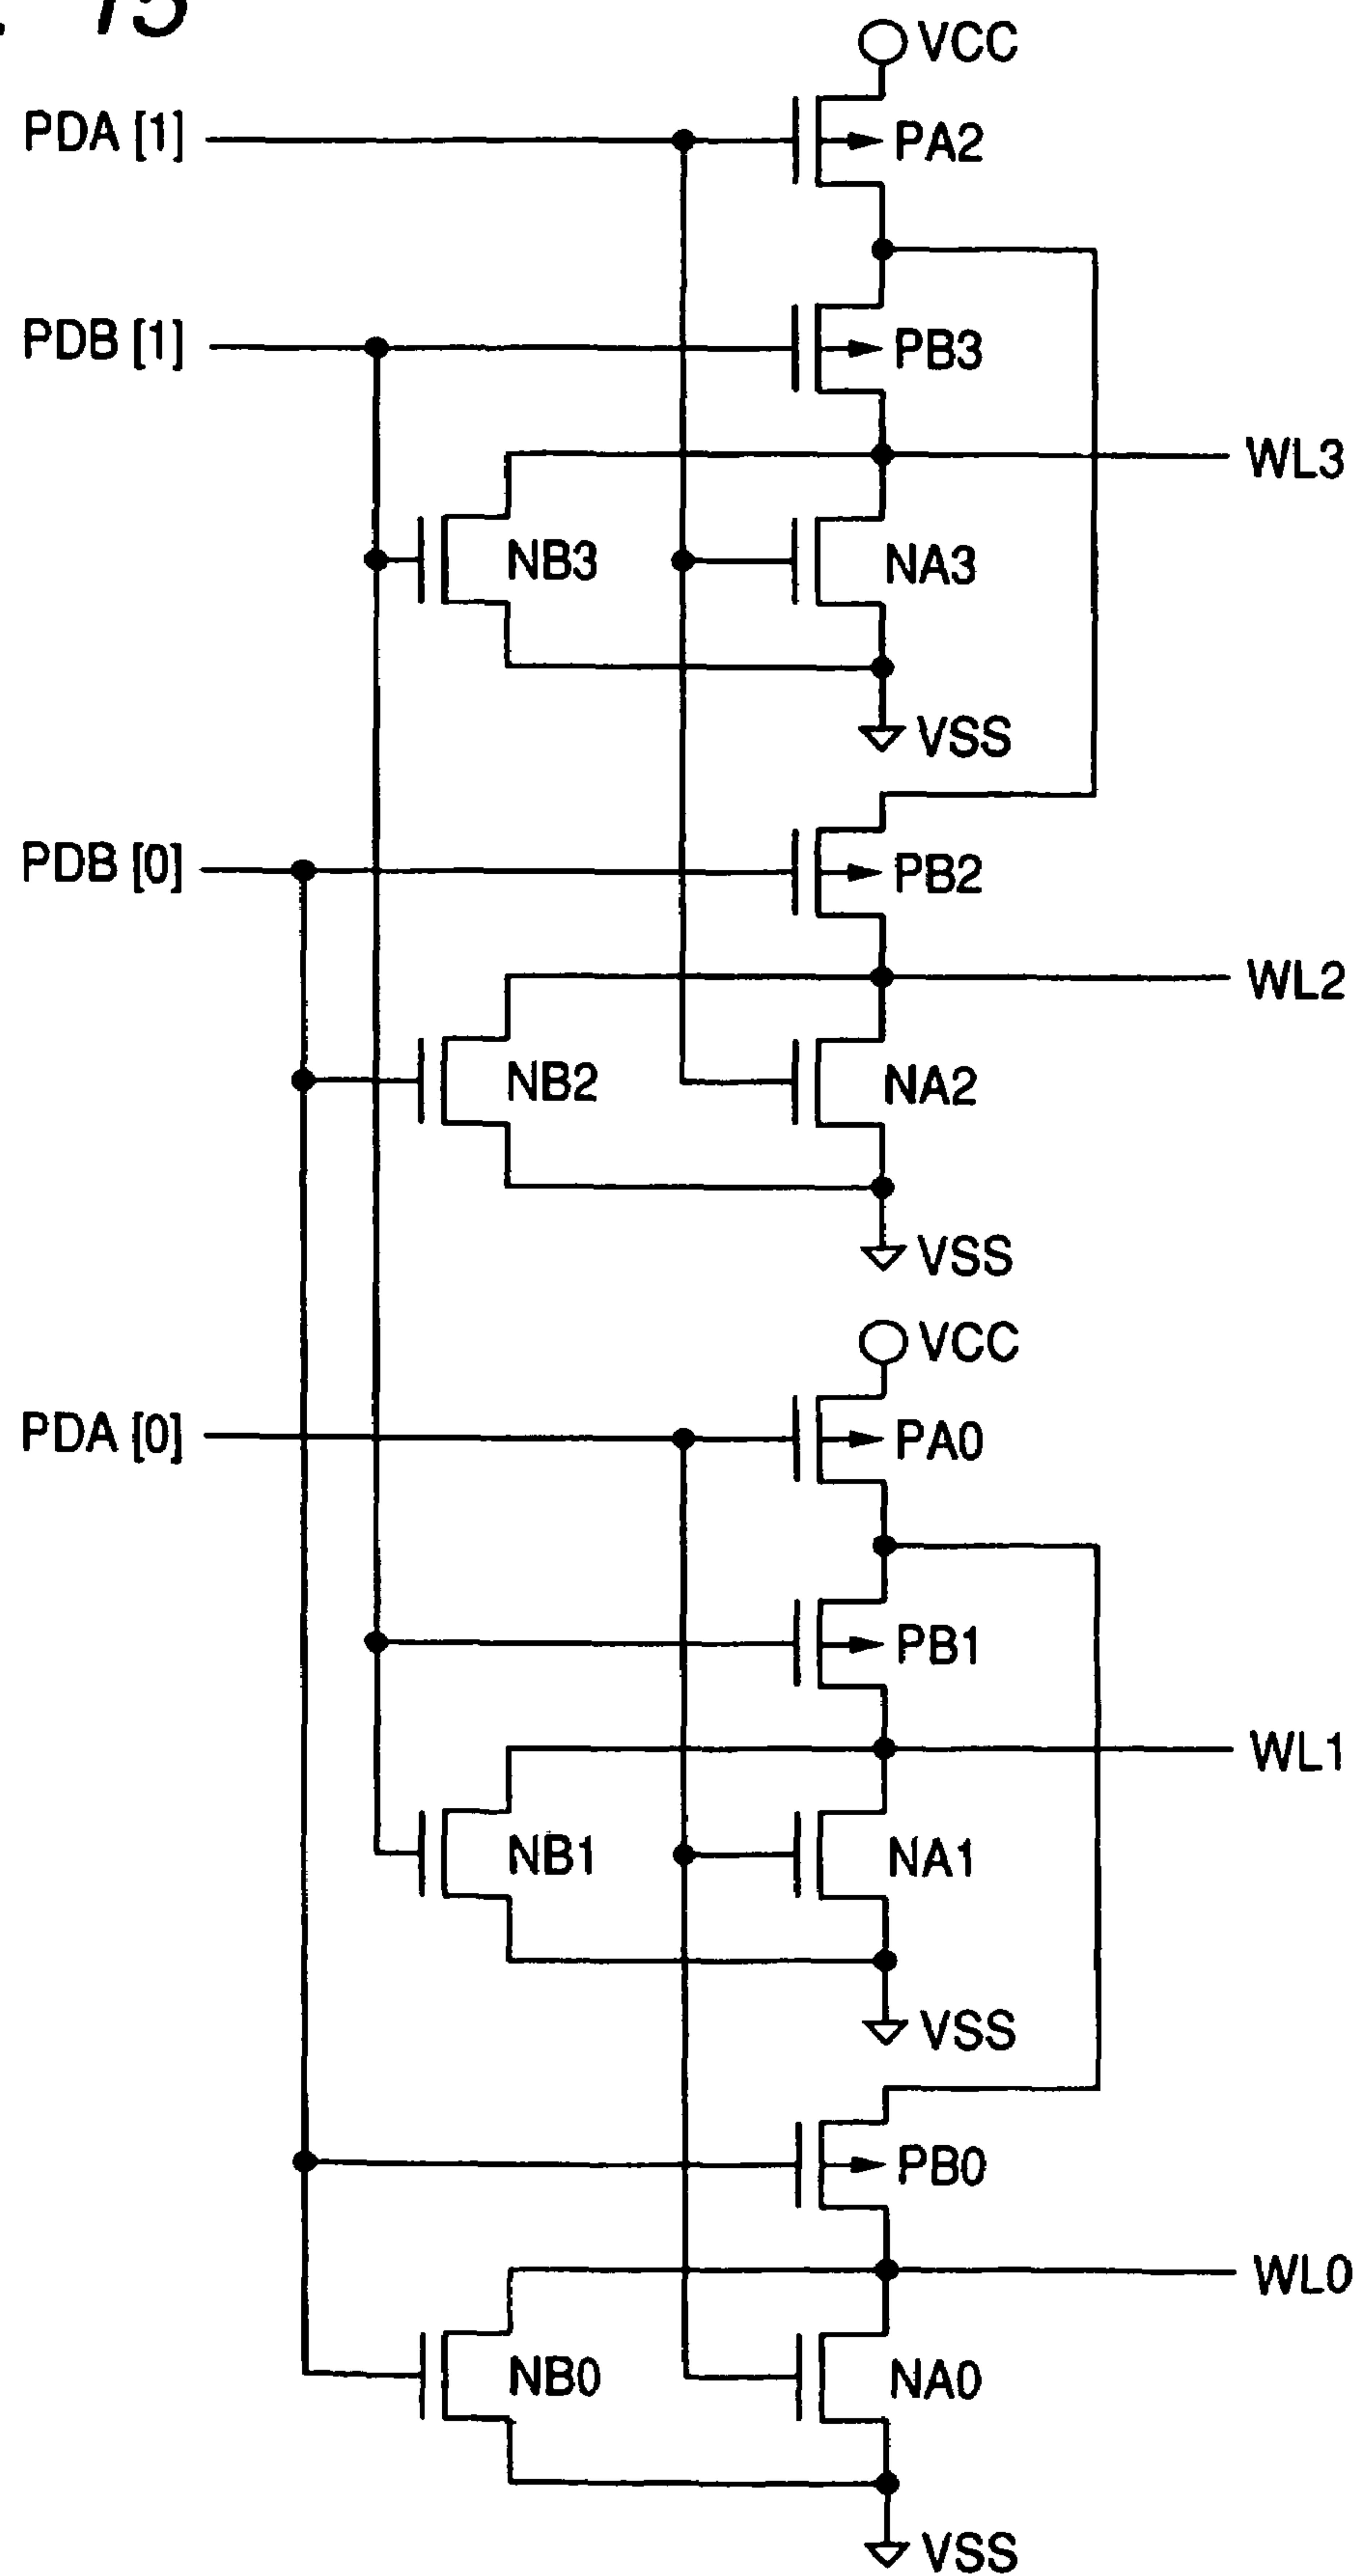 15
VCC
PDA [1]
PA2
PDB [1]
PB3
WL3
NB3
NA3
VSS
PDB [0]
PB2
WL2
NB2
NA2
VSS
VCC
PDA [0]
PA0
PB1
WL1
NB1
NA1
VSS
PB0
WL0
NB0
NA0
VSS